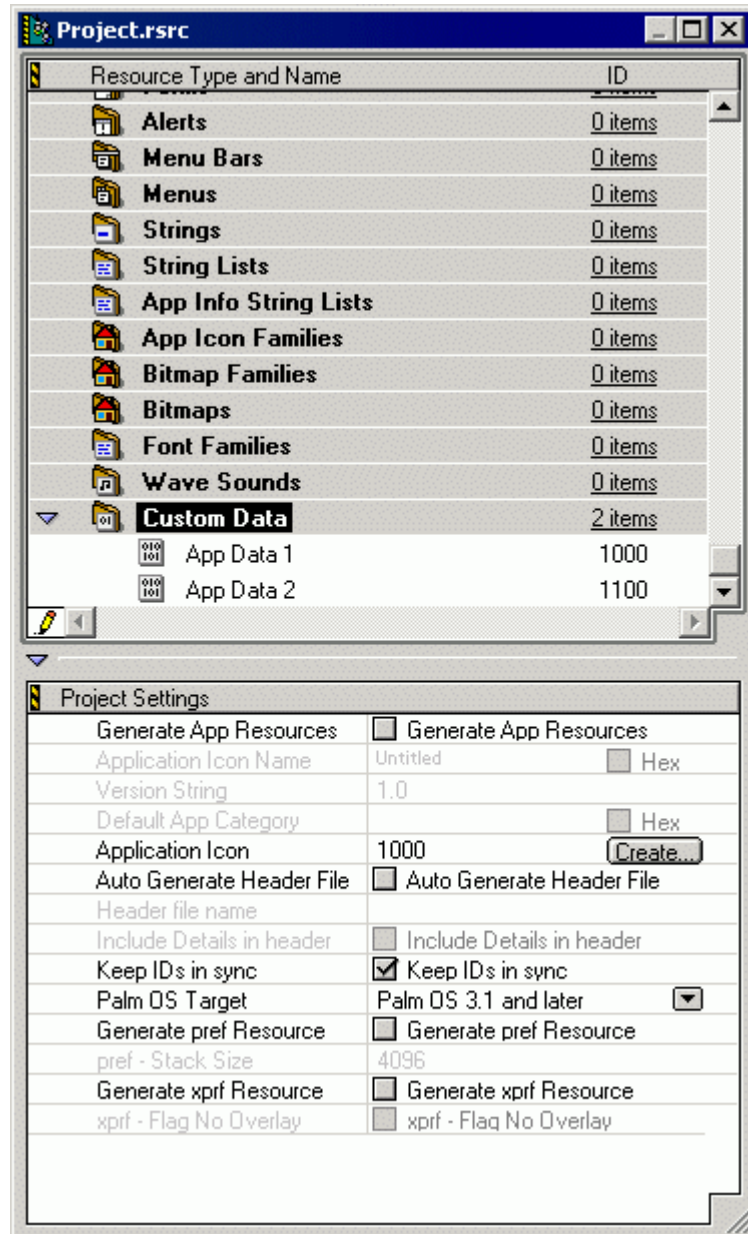 Project.rsrc
Resource Type and Name ID
Alerts 0 items
Menu Bars 0 items
Menus 0 items
Strings 0 items
String Lists 0 items
App Info String Lists 0 items
App Icon Families 0 items
Bitmap Families 0 items
Bitmaps 0 items
Font Families 0 items
Wave Sounds 0 items
Custom Data 2 items
App Data 1 1000
App Data 2 1100
Project Settings
Generate App Resources Generate App Resources
Application Icon Name Untitled Hex
Version String 1.0
Default App Category Hex
Application Icon 1000 Create...
Auto Generate Header File Auto Generate Header File
Header file name
Include Details in header Include Details in header
Keep IDs in sync Keep IDs in sync
Palm OS Target Palm OS 3.1 and later
Generate pref Resource Generate pref Resource
pref - Stack Size 4096
Generate xprf Resource Generate xprf Resource
xprf - Flag No Overlay xprf - Flag No Overlay